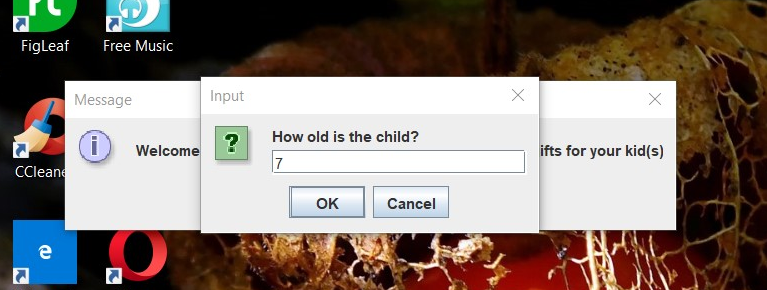 FigLeaf
Free Music
Message
Input
Welcome
How old is the child?
ifts for your kid(s)
7
CCleane
OK
Cancel